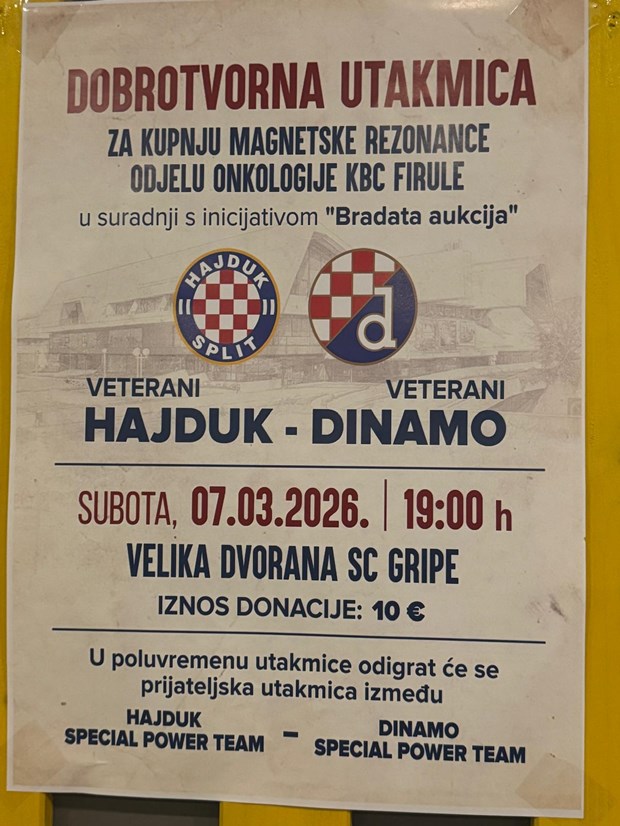 DOBROTVORNA UTAKMICA
ZA KUPNJU MAGNETSKE REZONANCE
ODJELU ONKOLOGIJE KBC FIRULE
u suradnji s inicijativom "Bradata aukcija"
HAJDUK
SPLIT
d
VETERANI VETERANI
HAJDUK - DINAMO
SUBOTA, 07.03.2026. | 19:00 h
VELIKA DVORANA SC GRIPE
IZNOS DONACIJE: 10 €
U poluvremenu utakmice odigrat će se
prijateljska utakmica između
HAJDUK
SPECIAL POWER TEAM
–
DINAMO
SPECIAL POWER TEAM